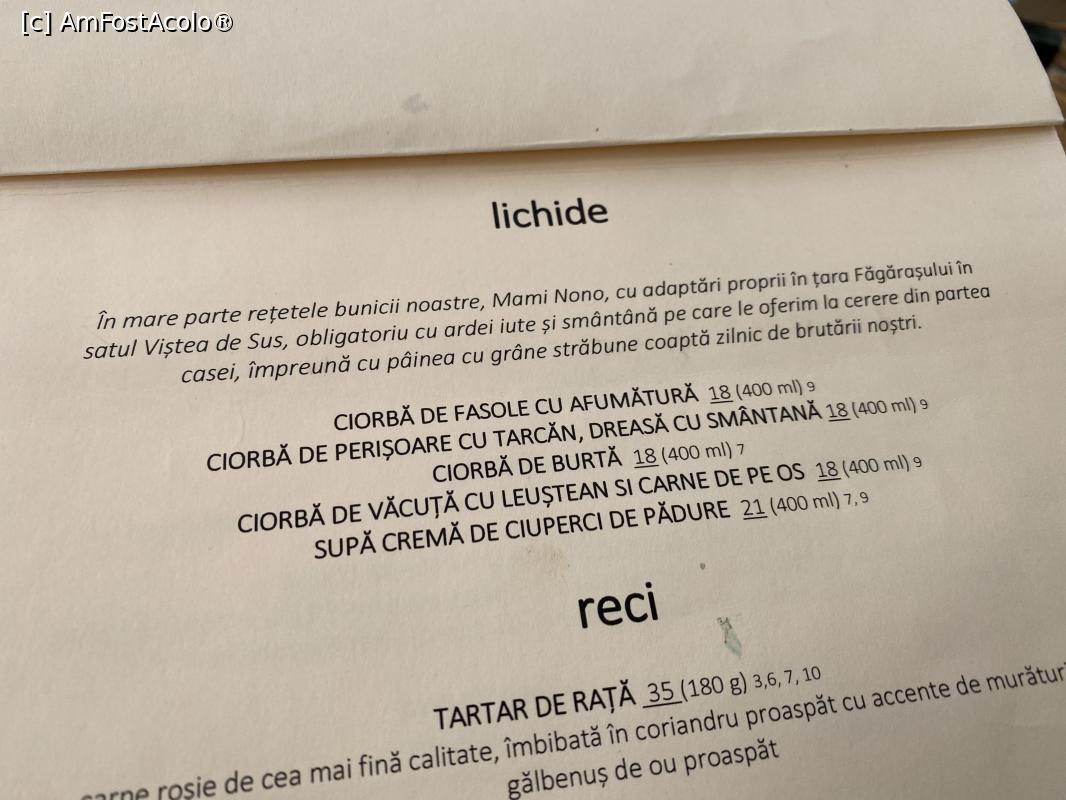 [c] AmFostAcolo®
lichide
În mare parte rețetele bunicii noastre, Mami Nono, cu adaptări proprii în țara Făgărașului în
satul Viștea de Sus, obligatoriu cu ardei iute și smântână pe care le oferim la cerere din partea
casei, împreună cu pâinea cu grâne străbune coaptă zilnic de brutării noștri.
CIORBĂ DE FASOLE CU AFUMĂTURĂ 18 (400 ml) 9
CIORBĂ DE PERIȘOARE CU TARCĂN, DREASĂ CU SMÂNTANĂ 18 (400 ml) 9
CIORBĂ DE BURTĂ 18 (400 ml) 7
CIORBĂ DE VĂCUȚĂ CU LEUȘTEAN SI CARNE DE PE OS 18 (400 ml) 9
SUPĂ CREMĂ DE CIUPERCI DE PĂDURE 21 (400 ml) 7, 9
reci
TARTAR DE RAȚĂ 35 (180 g) 3,6, 7, 10
carne roșie de cea mai fină calitate, îmbibată în coriandru proaspăt cu accente de murături
gălbenuș de ou proaspăt